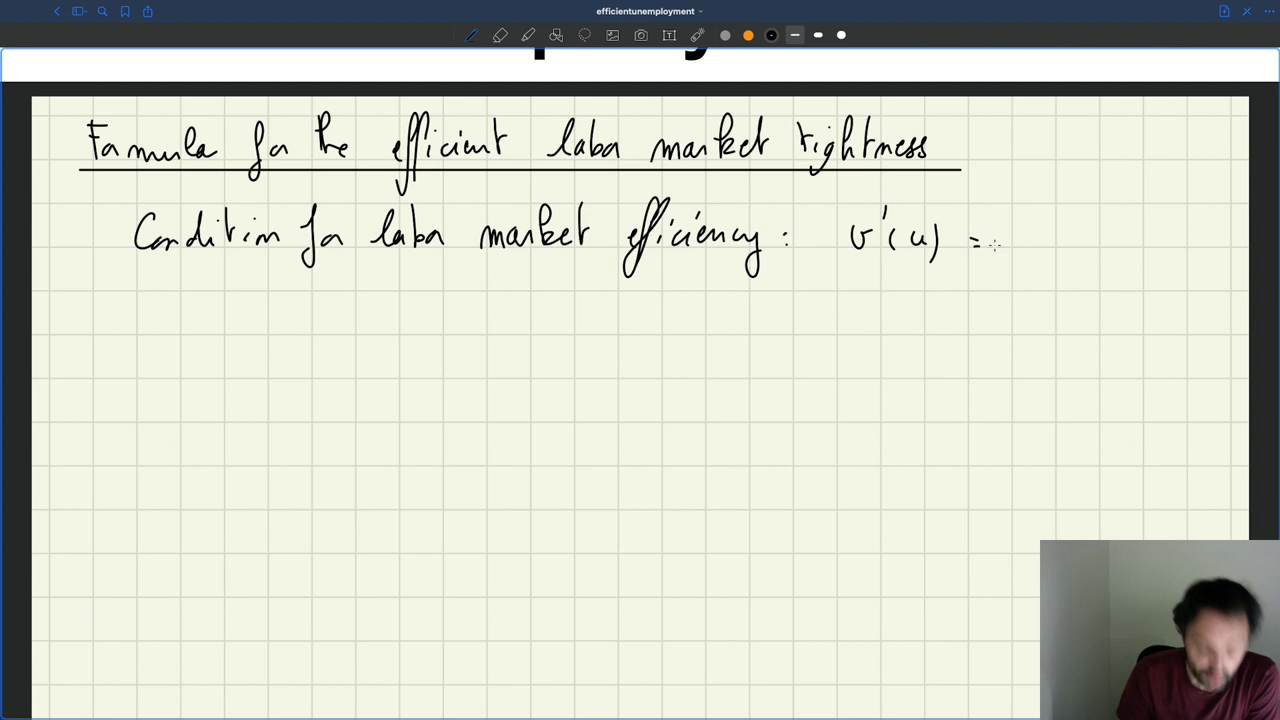 efficientunemployment
Formula for the efficient labor market tightness
Condition for labor market efficiency: v'(u) =